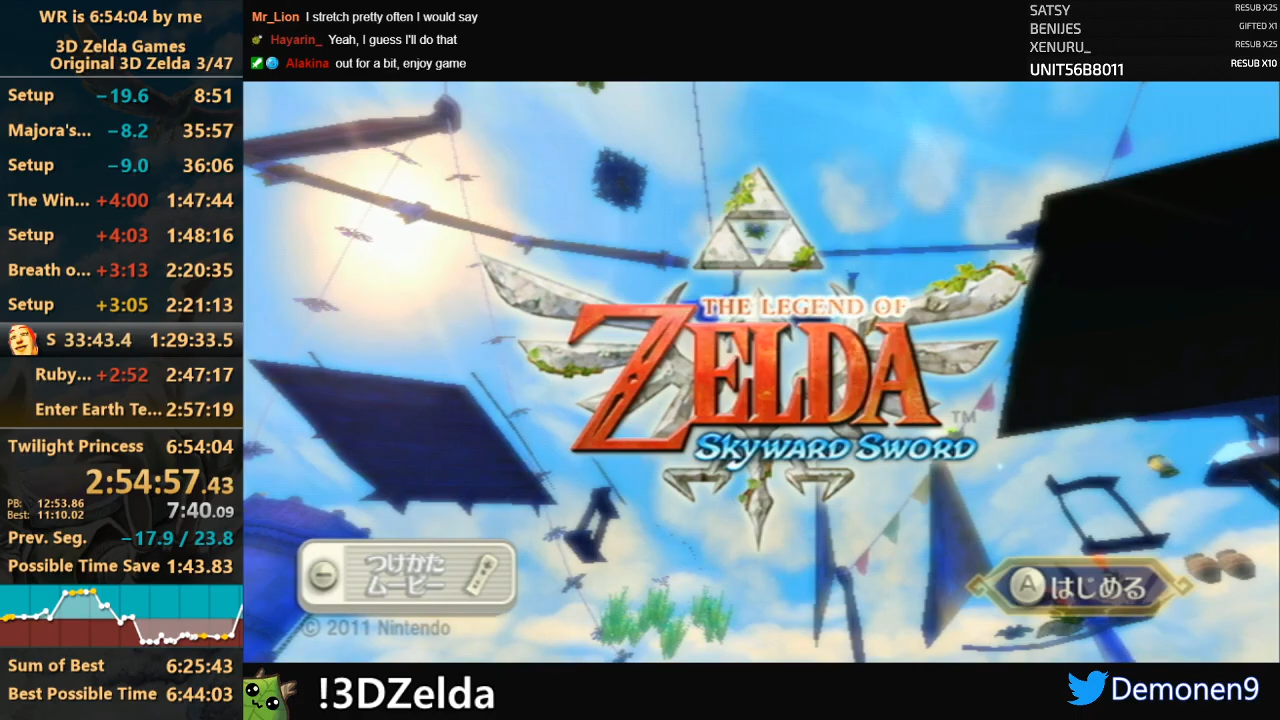 WR is 6:54:04 by me
3D Zelda Games
Original 3D Zelda 3/47
Setup −19.6 8:51
Majora's... −8.2 35:57
Setup −9.0 36:06
The Win... +4:00 1:47:44
Setup +4:03 1:48:16
Breath o... +3:13 2:20:35
Setup +3:05 2:21:13
S 33:43.4 1:29:33.5
Ruby... +2:52 2:47:17
Enter Earth Te... 2:57:19
Twilight Princess 6:54:04
2:54:57.43
PB: 12:53.86
Best: 11:10.02
7:40.09
Prev. Seg. −17.9 / 23.8
Possible Time Save 1:43.83
Sum of Best 6:25:43
Best Possible Time 6:44:03
Mr_Lion I stretch pretty often I would say
Hayarin_ Yeah, I guess I'll do that
Alakina out for a bit, enjoy game
SATSY RESUB X25
BENIJES GIFTED X1
XENURU_ RESUB X25
UNIT56B8011 RESUB X10
THE LEGEND OF
ZELDA
TM
SKYWARD SWORD
つけかた
ムービー
A はじめる
© 2011 Nintendo
!3DZelda
Demonen9